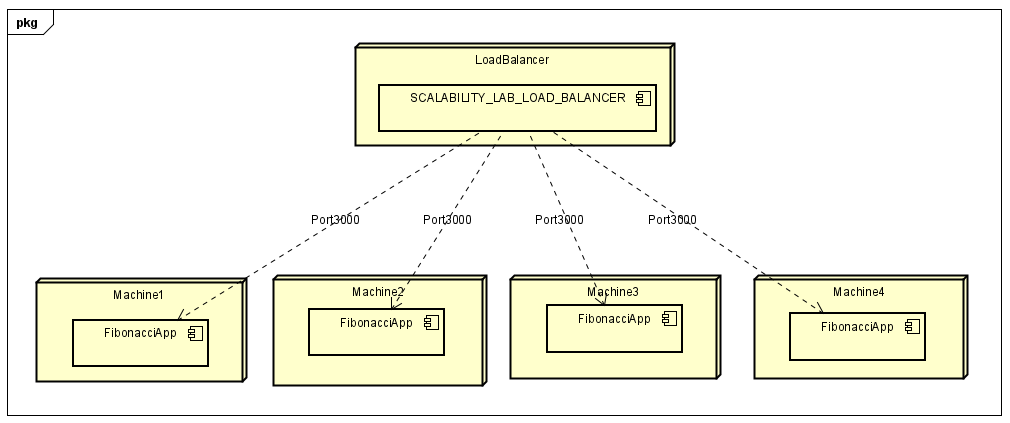 pkg
LoadBalancer
SCALABILITY_LAB_LOAD_BALANCER
Port3000
Port3000
Port3000
Port3000
Machine1
FibonacciApp
Machine2
FibonacciApp
Machine3
FibonacciApp
Machine4
FibonacciApp